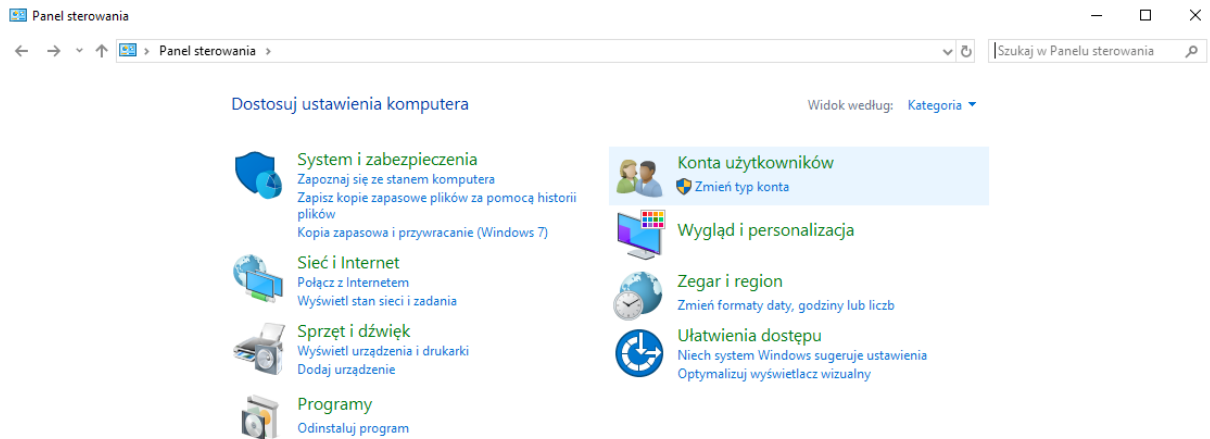 Panel sterowania
Panel sterowania
Szukaj w Panelu sterowania
Dostosuj ustawienia komputera
Widok według: Kategoria
System i zabezpieczenia
Zapoznaj się ze stanem komputera
Zapisz kopie zapasowe plików za pomocą historii
plików
Kopia zapasowa i przywracanie (Windows 7)
Sieć i Internet
Połącz z Internetem
Wyświetl stan sieci i zadania
Sprzęt i dźwięk
Wyświetl urządzenia i drukarki
Dodaj urządzenie
Programy
Odinstaluj program
Konta użytkowników
Zmień typ konta
Wygląd i personalizacja
Zegar i region
Zmień formaty daty, godziny lub liczb
Ułatwienia dostępu
Niech system Windows sugeruje ustawienia
Optymalizuj wyświetlacz wizualny